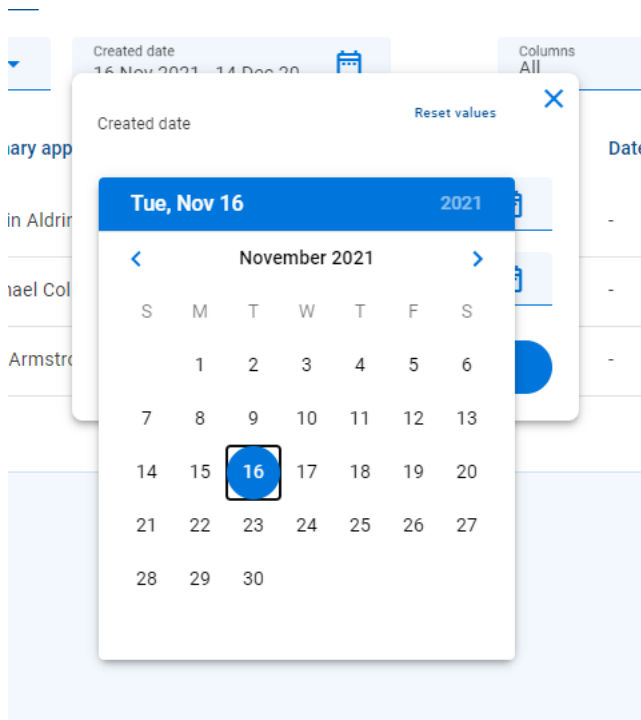 Created date
16 Nov 2021 14 Dec 20
Columns
All
Created date
Reset values
ary app
Date
in Aldrin
Tue, Nov 16
2021
-
November 2021
ael Col
-
S M T W T F S
Armstro
-
1 2 3 4 5 6
7 8 9 10 11 12 13
14 15 16 17 18 19 20
21 22 23 24 25 26 27
28 29 30